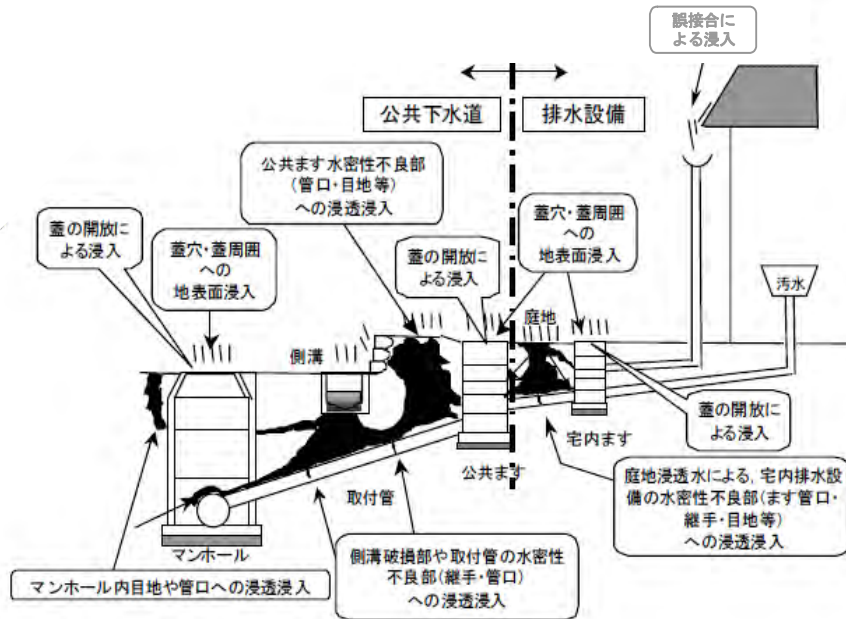 誤接合に
よる浸入
公共下水道
排水設備
公共ます水密性不良部
(管口・目地等)
への浸透浸入
蓋の開放に
よる浸入
蓋穴・蓋周囲
への
地表面浸入
蓋の開放に
よる浸入
蓋穴・蓋周囲
への
地表面浸入
汚水
庭地
側溝
蓋の開放に
よる浸入
宅内ます
公共ます
取付管
庭地浸透水による, 宅内排水設
備の水密性不良部(ます管口・
継手・目地等)
への浸透浸入
マンホール
側溝破損部や取付管の水密性
不良部(継手・管口)
への浸透浸入
マンホール内目地や管口への浸透浸入